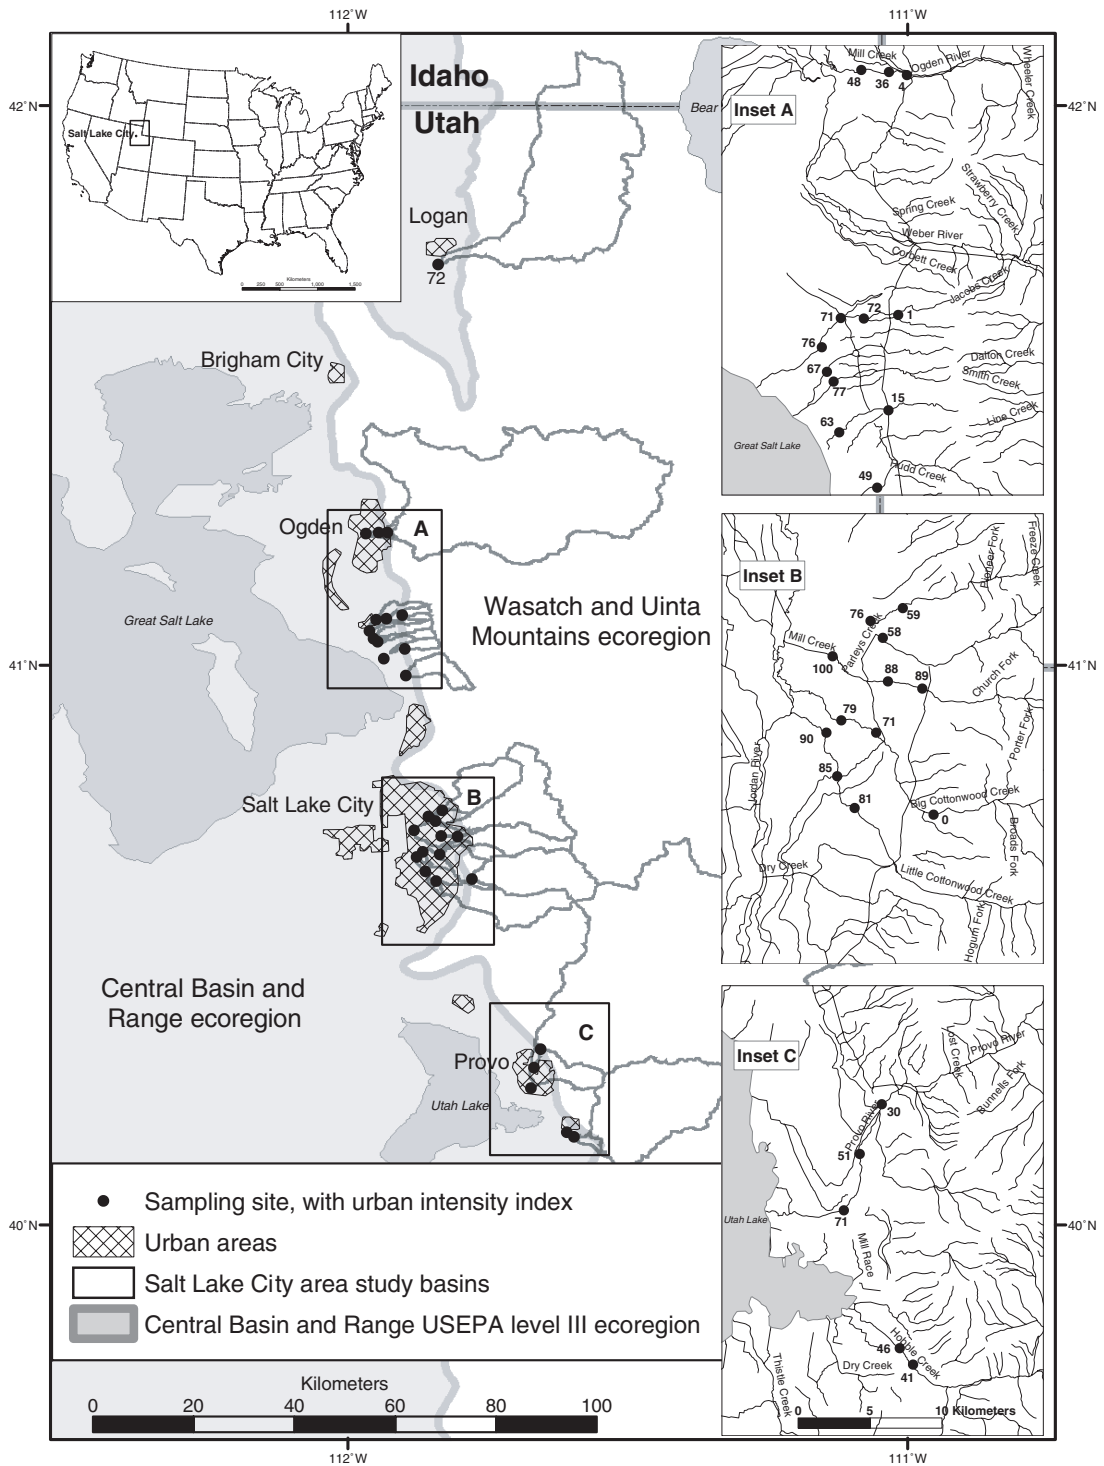 112°W
111°W
42°N
42°N
41°N
41°N
40°N
40°N
112°W
111°W
Salt Lake City
Kilometers
0 250 500 1,000 1,500
Idaho
Utah
Bear
Logan
72
Brigham City
Ogden
A
Great Salt Lake
Wasatch and Uinta
Mountains ecoregion
Salt Lake City
B
Central Basin and
Range ecoregion
C
Provo
Utah Lake
Inset A
Mill Creek
Ogden River
Wheeler Creek
48
36
4
Strawberry Creek
Spring Creek
Weber River
Corbett Creek
Jacobs Creek
71
72
1
76
Dalton Creek
67
Smith Creek
77
15
Line Creek
63
Great Salt Lake
Rudd Creek
49
Inset B
Pioneer Fork
Freeze Creek
76
59
Parleys Creek
58
Mill Creek
100
88
89
Church Fork
79
71
90
Porter Fork
Jordan River
85
81
Big Cottonwood Creek
0
Broads Fork
Dry Creek
Little Cottonwood Creek
Hogum Fork
Inset C
Lost Creek
Provo River
Bunnells Fork
30
Provo River
51
Utah Lake
71
Mill Race
46
Hobble Creek
Dry Creek
41
Thistle Creek
0 5 10 Kilometers
Sampling site, with urban intensity index
Urban areas
Salt Lake City area study basins
Central Basin and Range USEPA level III ecoregion
Kilometers
0 20 40 60 80 100